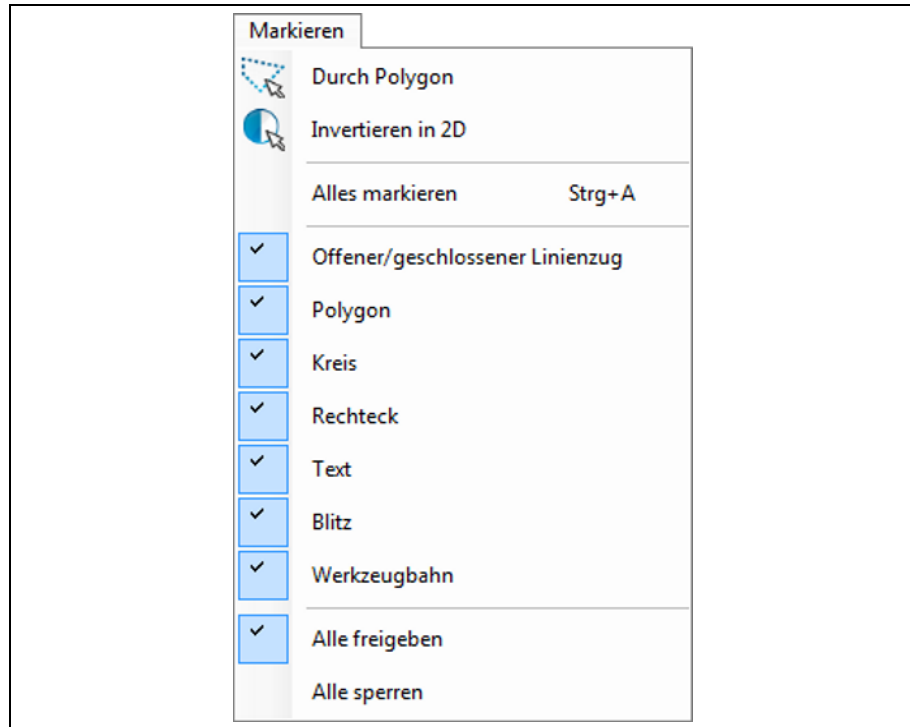 Markieren
Durch Polygon
Invertieren in 2D
Alles markieren Strg+A
Offener/geschlossener Linienzug
Polygon
Kreis
Rechteck
Text
Blitz
Werkzeugbahn
Alle freigeben
Alle sperren